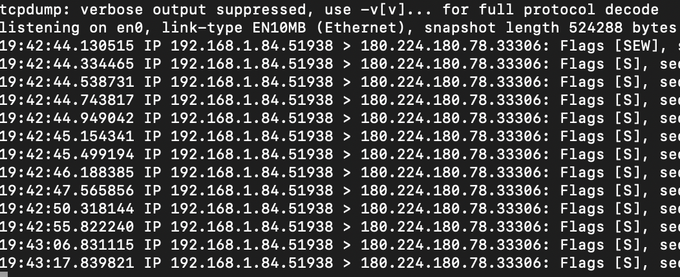 tcpdump: verbose output suppressed, use -v[v]... for full protocol decode
listening on en0, link-type EN10MB (Ethernet), snapshot length 524288 bytes
19:42:44.130515 IP 192.168.1.84.51938 > 180.224.180.78.33306: Flags [SEW], s
19:42:44.334465 IP 192.168.1.84.51938 > 180.224.180.78.33306: Flags [S], seq
19:42:44.538731 IP 192.168.1.84.51938 > 180.224.180.78.33306: Flags [S], seq
19:42:44.743817 IP 192.168.1.84.51938 > 180.224.180.78.33306: Flags [S], seq
19:42:44.949042 IP 192.168.1.84.51938 > 180.224.180.78.33306: Flags [S], seq
19:42:45.154341 IP 192.168.1.84.51938 > 180.224.180.78.33306: Flags [S], seq
19:42:45.499194 IP 192.168.1.84.51938 > 180.224.180.78.33306: Flags [S], seq
19:42:46.188385 IP 192.168.1.84.51938 > 180.224.180.78.33306: Flags [S], seq
19:42:47.565856 IP 192.168.1.84.51938 > 180.224.180.78.33306: Flags [S], seq
19:42:50.318144 IP 192.168.1.84.51938 > 180.224.180.78.33306: Flags [S], seq
19:42:55.822240 IP 192.168.1.84.51938 > 180.224.180.78.33306: Flags [S], seq
19:43:06.831115 IP 192.168.1.84.51938 > 180.224.180.78.33306: Flags [S], seq
19:43:17.839821 IP 192.168.1.84.51938 > 180.224.180.78.33306: Flags [S], seq